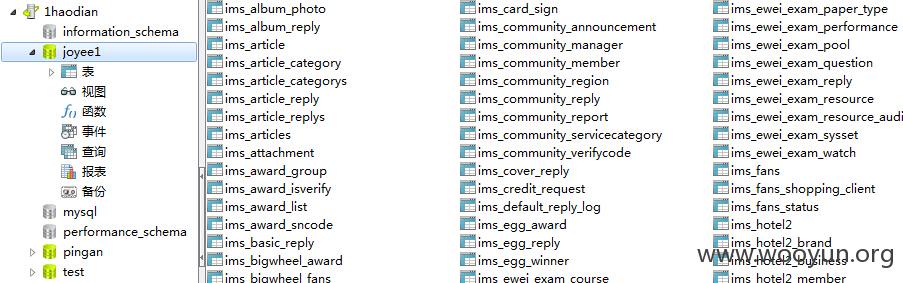 1haodian
information_schema
joyee1
表
视图
函数
事件
查询
报表
备份
mysql
performance_schema
pingan
test
ims_album_photo
ims_album_reply
ims_article
ims_article_category
ims_article_categorys
ims_article_reply
ims_article_replys
ims_articles
ims_attachment
ims_award_group
ims_award_isverify
ims_award_list
ims_award_sncode
ims_basic_reply
ims_bigwheel_award
ims_bigwheel_fans
ims_card_sign
ims_community_announcement
ims_community_manager
ims_community_member
ims_community_region
ims_community_reply
ims_community_report
ims_community_servicecategory
ims_community_verifycode
ims_cover_reply
ims_credit_request
ims_default_reply_log
ims_egg_award
ims_egg_reply
ims_egg_winner
ims_ewei_exam_course
ims_ewei_exam_paper_type
ims_ewei_exam_performance
ims_ewei_exam_pool
ims_ewei_exam_question
ims_ewei_exam_reply
ims_ewei_exam_resource
ims_ewei_exam_resource_audi
ims_ewei_exam_sysset
ims_ewei_exam_watch
ims_fans
ims_fans_shopping_client
ims_fans_status
ims_hotel2
ims_hotel2_brand
ims_hotel2_business
ims_hotel2_member
www.wooyun.org